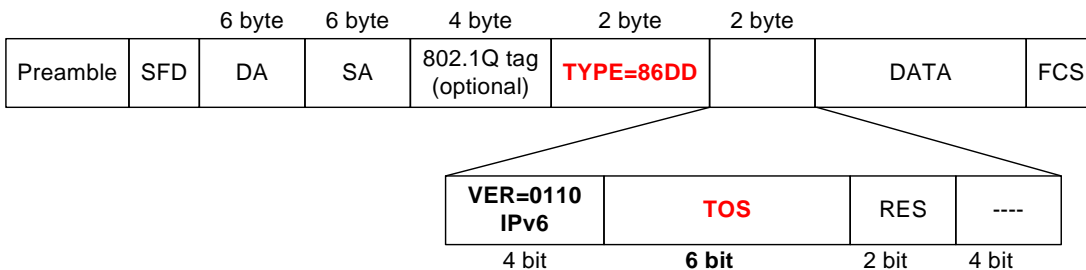 6 byte 6 byte 4 byte 2 byte 2 byte
Preamble SFD DA SA 802.1Q tag (optional) TYPE=86DD DATA FCS
VER=0110 IPv6 TOS RES ----
4 bit 6 bit 2 bit 4 bit